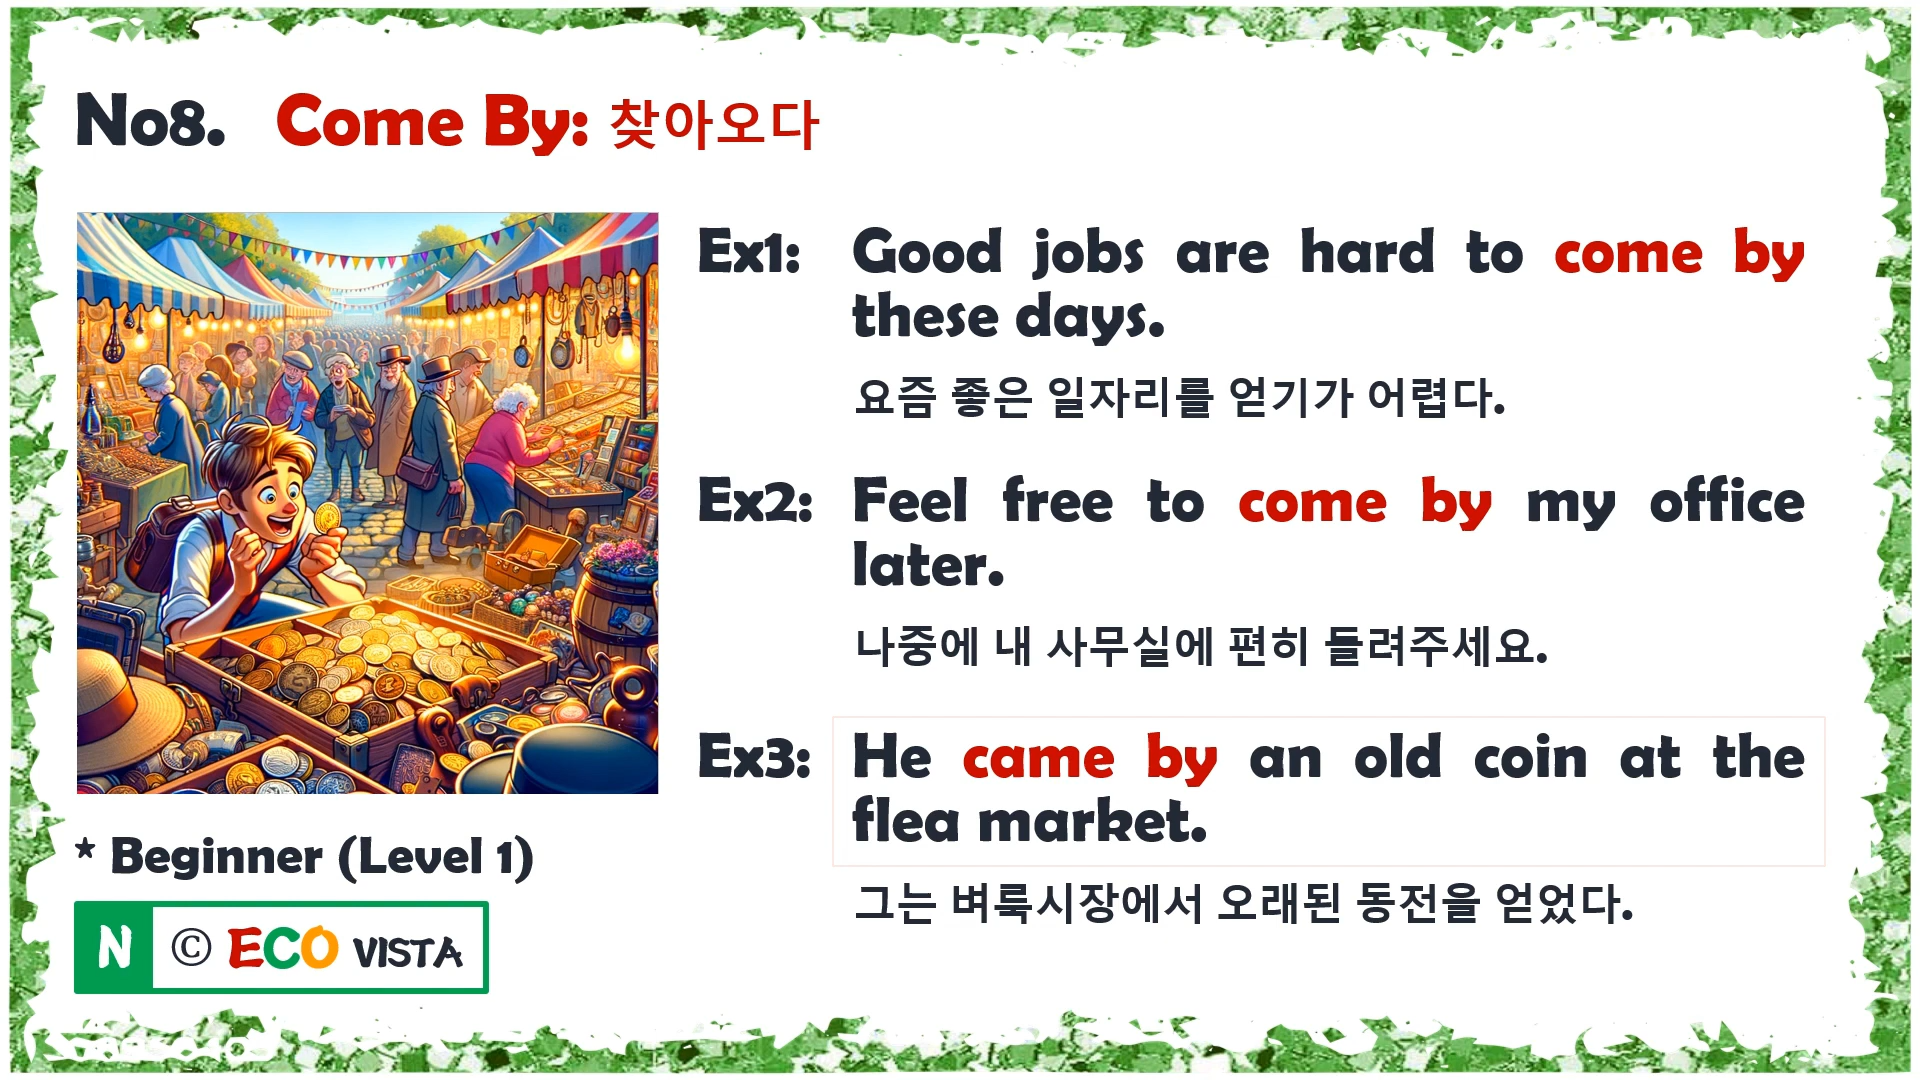 No8. Come By: 찾아오다
Ex1: Good jobs are hard to come by
these days.
요즘 좋은 일자리를 얻기가 어렵다.
Ex2: Feel free to come by my office
later.
나중에 내 사무실에 편히 들려주세요.
Ex3: He came by an old coin at the
flea market.
그는 벼룩시장에서 오래된 동전을 얻었다.
* Beginner (Level 1)
N © ECO VISTA